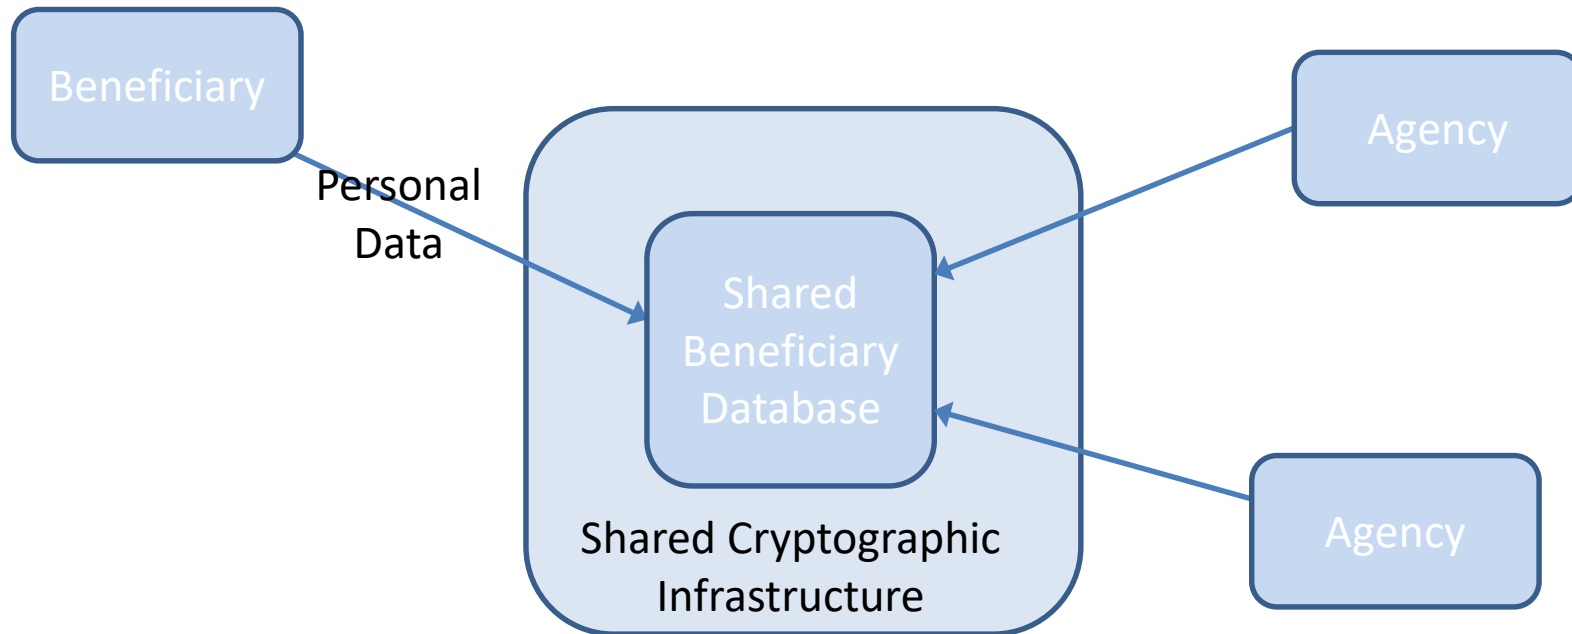 Beneficiary
Personal
Data
Shared
Beneficiary
Database
Shared Cryptographic
Infrastructure
Agency
Agency